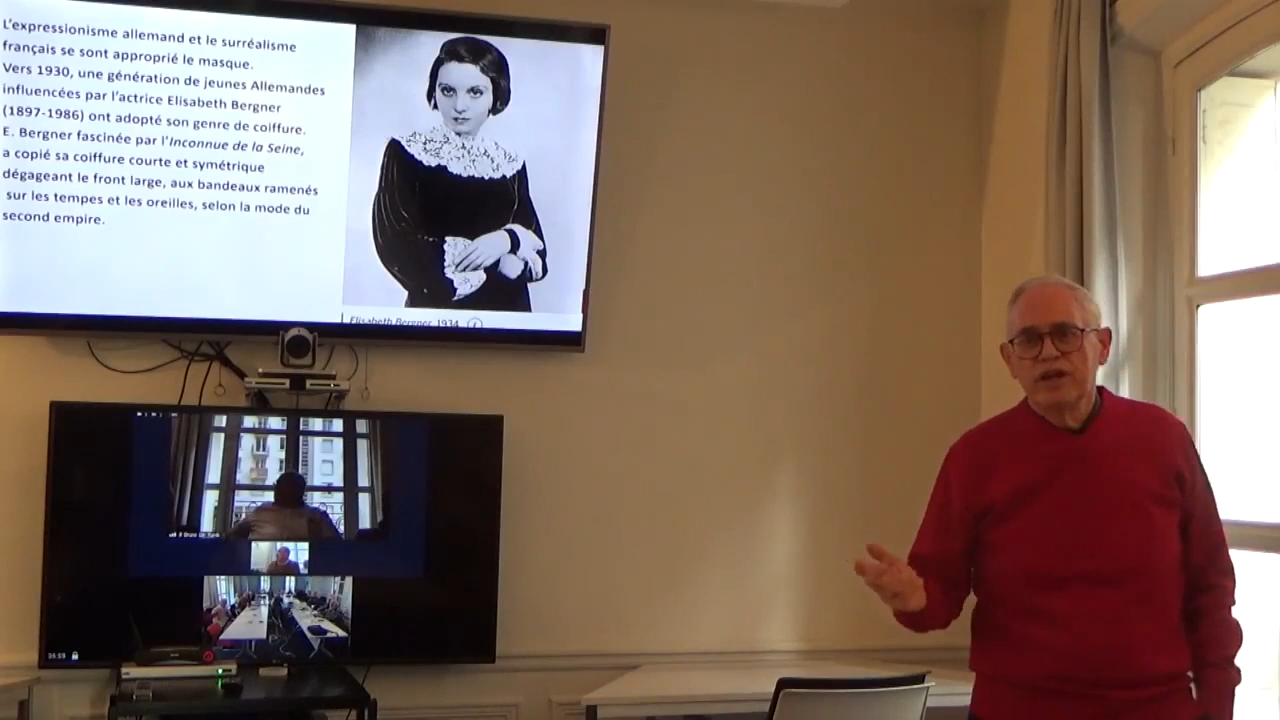 L'expressionisme allemand et le surréalisme
français se sont approprié le masque.
Vers 1930, une génération de jeunes Allemandes
influencées par l'actrice Elisabeth Bergner
(1897-1986) ont adopté son genre de coiffure.
E. Bergner fascinée par l'Inconnue de la Seine,
a copié sa coiffure courte et symétrique
dégageant le front large, aux bandeaux ramenés
sur les tempes et les oreilles, selon la mode du
second empire.
Elisabeth Bergner, 1934